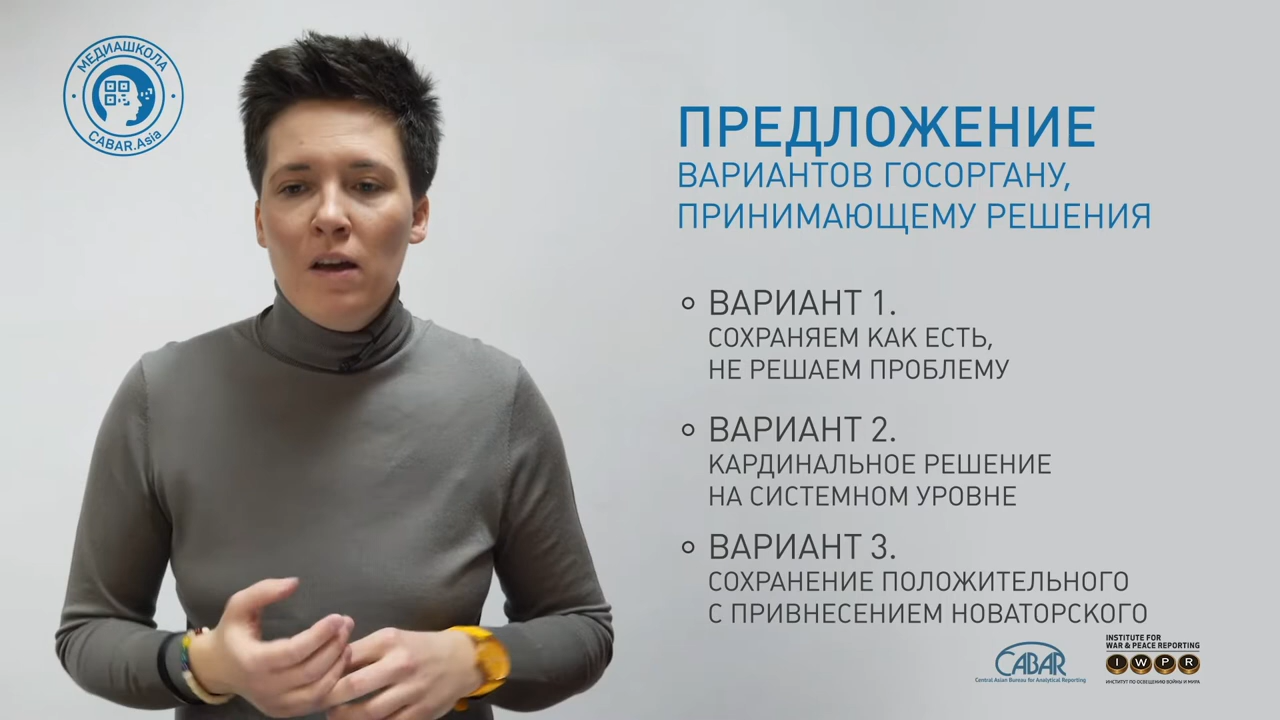 МЕДИАШКОЛА
CABAR.Asia
ПРЕДЛОЖЕНИЕ
ВАРИАНТОВ ГОСОРГАНУ,
ПРИНИМАЮЩЕМУ РЕШЕНИЯ
ВАРИАНТ 1.
СОХРАНЯЕМ КАК ЕСТЬ,
НЕ РЕШАЕМ ПРОБЛЕМУ
ВАРИАНТ 2.
КАРДИНАЛЬНОЕ РЕШЕНИЕ
НА СИСТЕМНОМ УРОВНЕ
ВАРИАНТ 3.
СОХРАНЕНИЕ ПОЛОЖИТЕЛЬНОГО
С ПРИВНЕСЕНИЕМ НОВАТОРСКОГО
CABAR
Central Asian Bureau for Analytical Reporting
INSTITUTE FOR
WAR & PEACE REPORTING
IWPR
ИНСТИТУТ ПО ОСВЕЩЕНИЮ ВОЙНЫ И МИРА